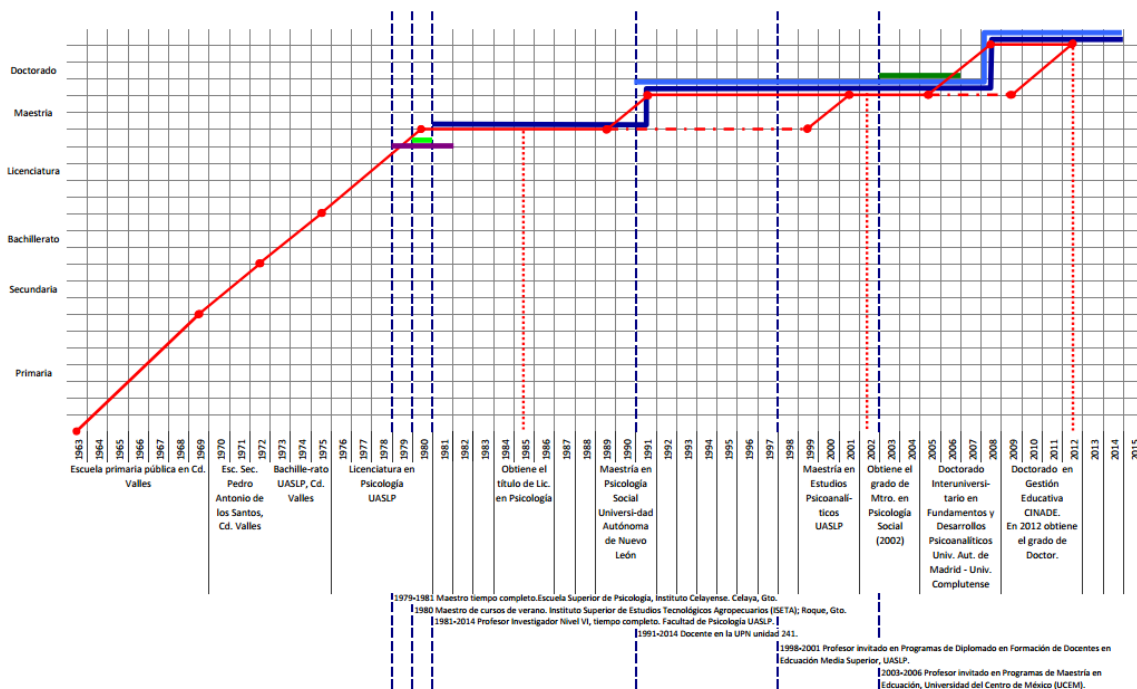 Doctorado
Maestria
Licenciatura
Bachillerato
Secundaria
Primaria
1963 1964 1965 1966 1967 1968 1969 1970 1971 1972 1973 1974 1975 1976 1977 1978 1979 1980 1981 1982 1983 1984 1985 1986 1987 1988 1989 1990 1991 1992 1993 1994 1995 1996 1997 1998 1999 2000 2001 2002 2003 2004 2005 2006 2007 2008 2009 2010 2011 2012 2013 2014 2015
Escuela primaria pública en Cd.
Valles
Esc. Sec.
Pedro
Antonio de
los Santos,
Cd. Valles
Bachille-rato
UASLP, Cd.
Valles
Licenciatura en
Psicología
UASLP
Obtiene el
título de Lic.
en Psicología
Maestría en
Psicología
Social
Universi-dad
Autónoma
de Nuevo
León
Maestría en
Estudios
Psicoanalí-
ticos
UASLP
Obtiene el
grado de
Mtro. en
Psicología
Social
(2002)
Doctorado
Interuniversi-
tario en
Fundamentos y
Desarrollos
Psicoanalíticos
Univ. Aut. de
Madrid - Univ.
Complutense
Doctorado en
Gestión
Educativa
CINADE.
En 2012 obtiene
el grado de
Doctor.
1979-1981 Maestro tiempo completo.Escuela Superior de Psicología, Instituto Celayense. Celaya, Gto.
1980 Maestro de cursos de verano. Instituto Superior de Estudios Tecnológicos Agropecuarios (ISETA); Roque, Gto.
1981-2014 Profesor Investigador Nivel VI, tiempo completo. Facultad de Psicología UASLP.
1991-2014 Docente en la UPN unidad 241.
1998-2001 Profesor invitado en Programas de Diplomado en Formación de Docentes en
Edcuación Media Superior, UASLP.
2003-2006 Profesor invitado en Programas de Maestría en
Edcuación, Universidad del Centro de México (UCEM).